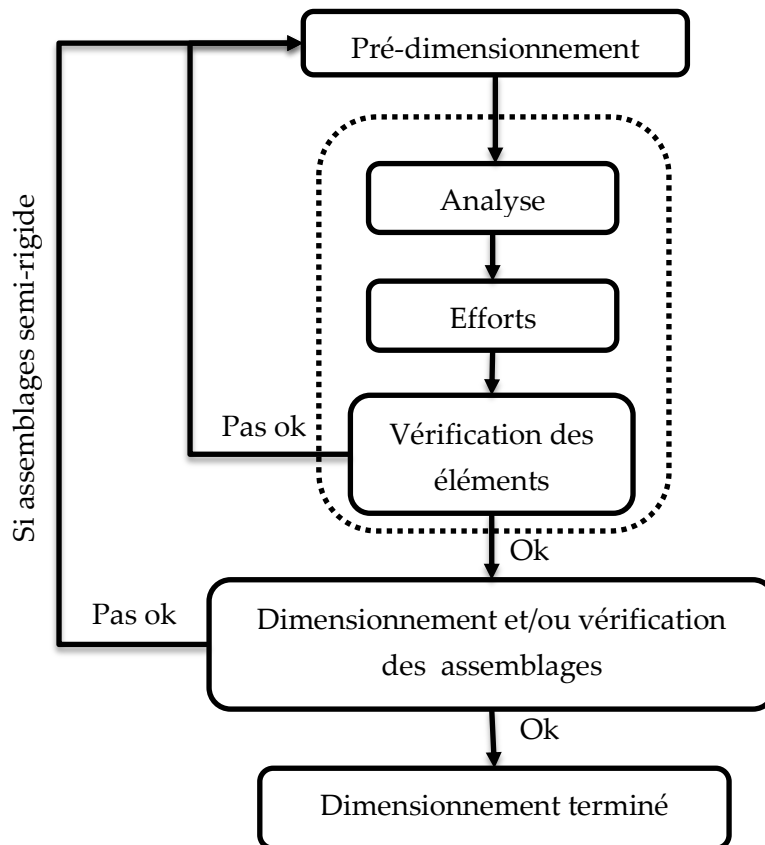 Pré-dimensionnement
Analyse
Efforts
Vérification des
éléments
Pas ok
Si assemblages semi-rigide
Ok
Pas ok
Dimensionnement et/ou vérification
des assemblages
Ok
Dimensionnement terminé